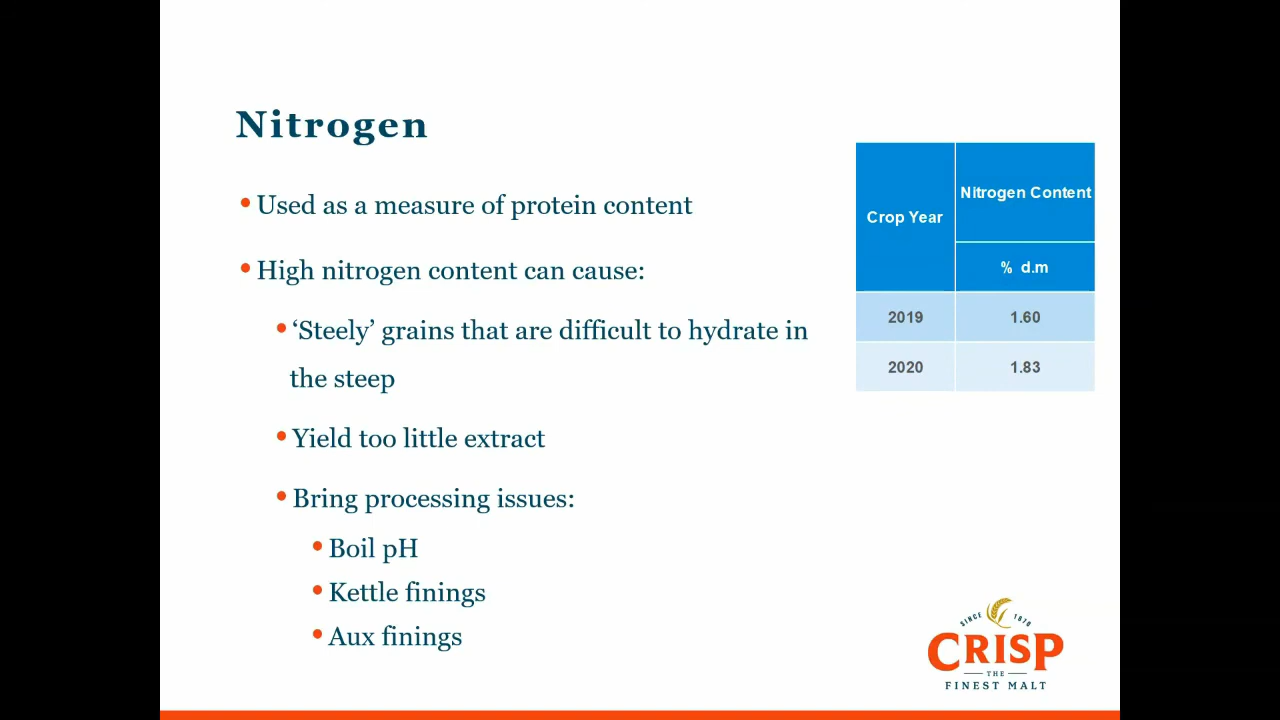 Nitrogen
Used as a measure of protein content
High nitrogen content can cause:
‘Steely’ grains that are difficult to hydrate in
the steep
Yield too little extract
Bring processing issues:
Boil pH
Kettle finings
Aux finings
Crop Year
Nitrogen Content
% d.m
2019 1.60
2020 1.83
SINCE 1870
CRISP
THE
FINEST MALT